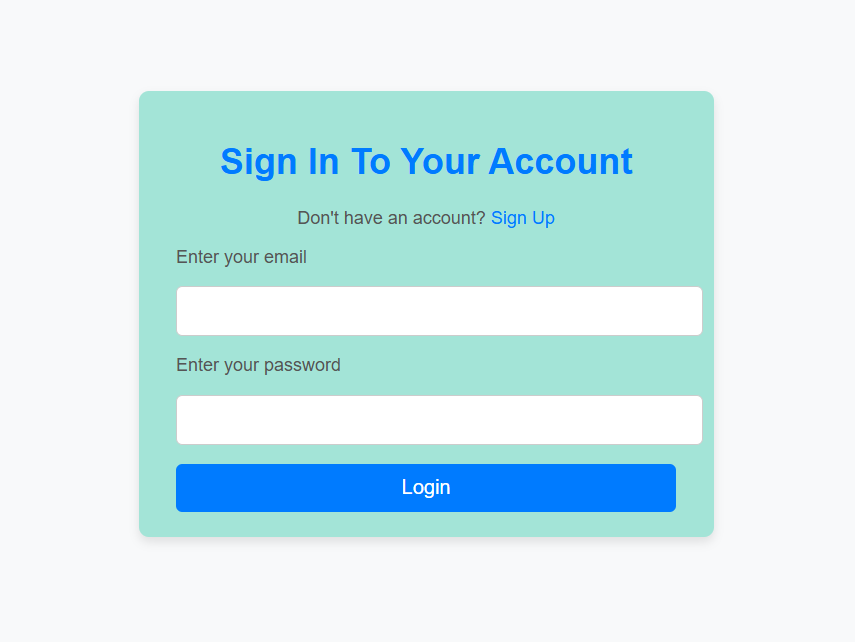 Sign In To Your Account
Don't have an account? Sign Up
Enter your email
Enter your password
Login